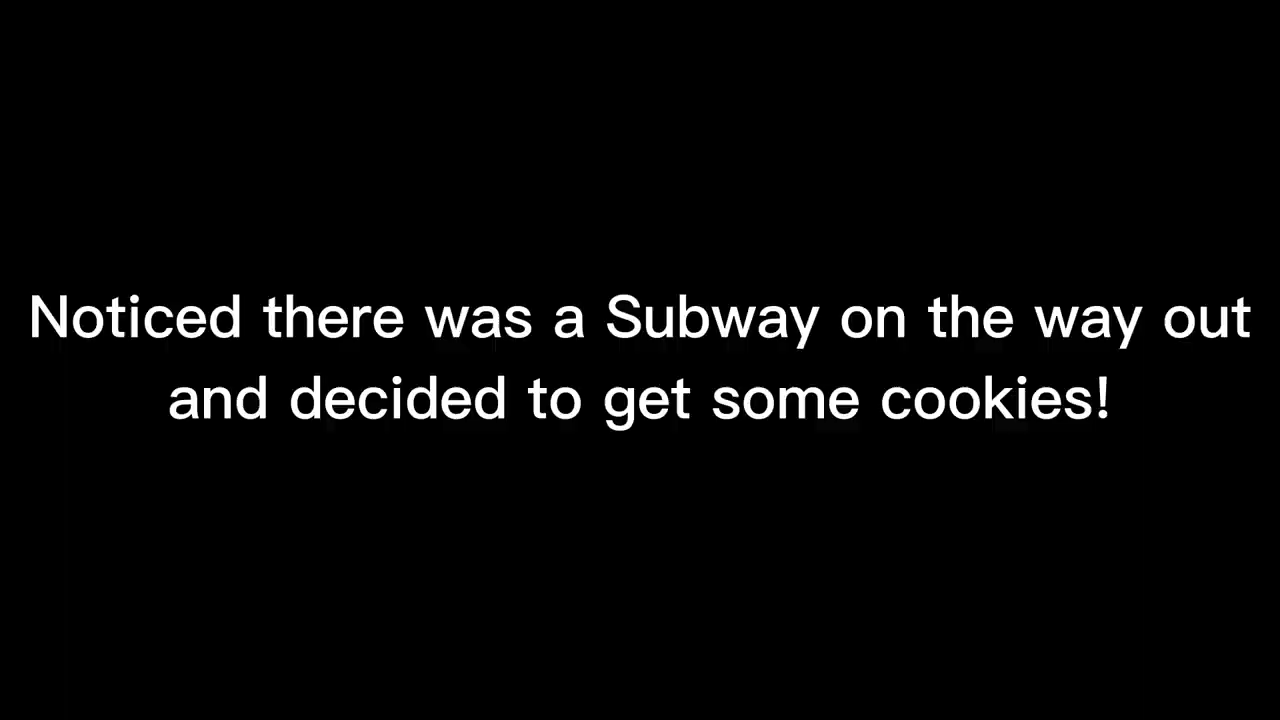 Noticed there was a Subway on the way out
and decided to get some cookies!